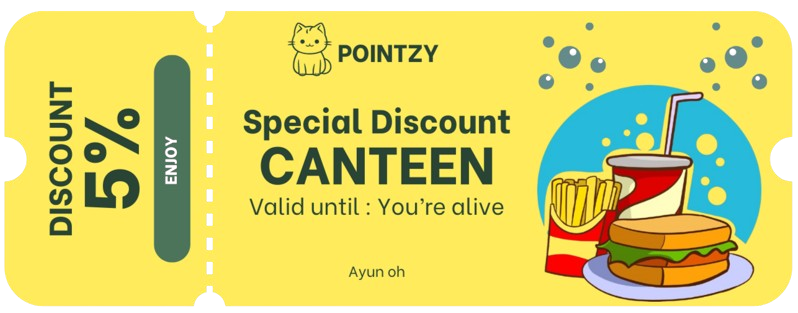 DISCOUNT
5%
ENJOY
POINTZY
Special Discount
CANTEEN
Valid until : You're alive
Ayun oh